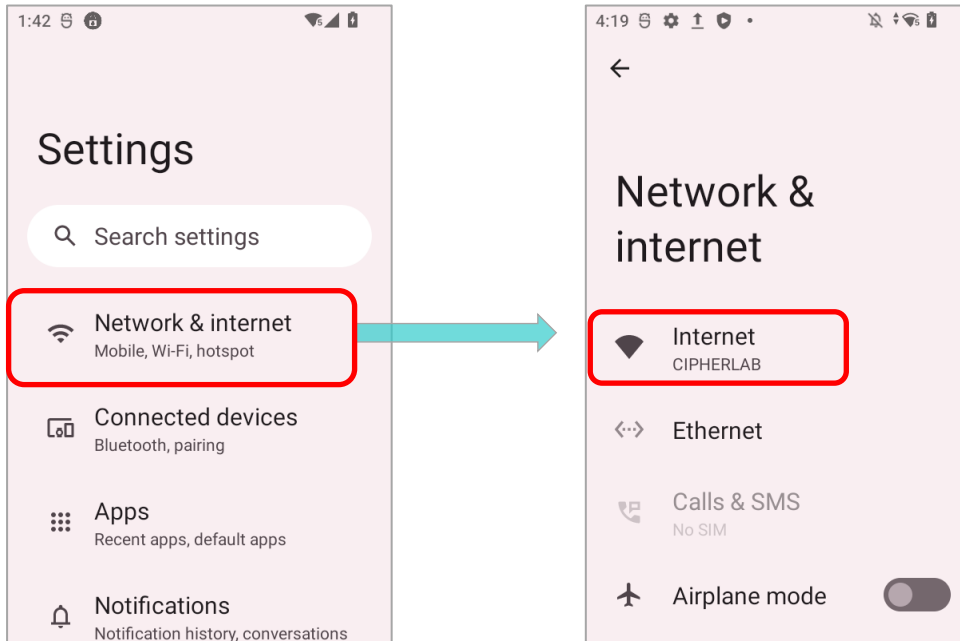 1:42
Settings
Search settings
Network & internet
Mobile, Wi-Fi, hotspot
Connected devices
Bluetooth, pairing
Apps
Recent apps, default apps
Notifications
Notification history, conversations
4:19
Network &
internet
Internet
CIPHERLAB
Ethernet
Calls & SMS
No SIM
Airplane mode